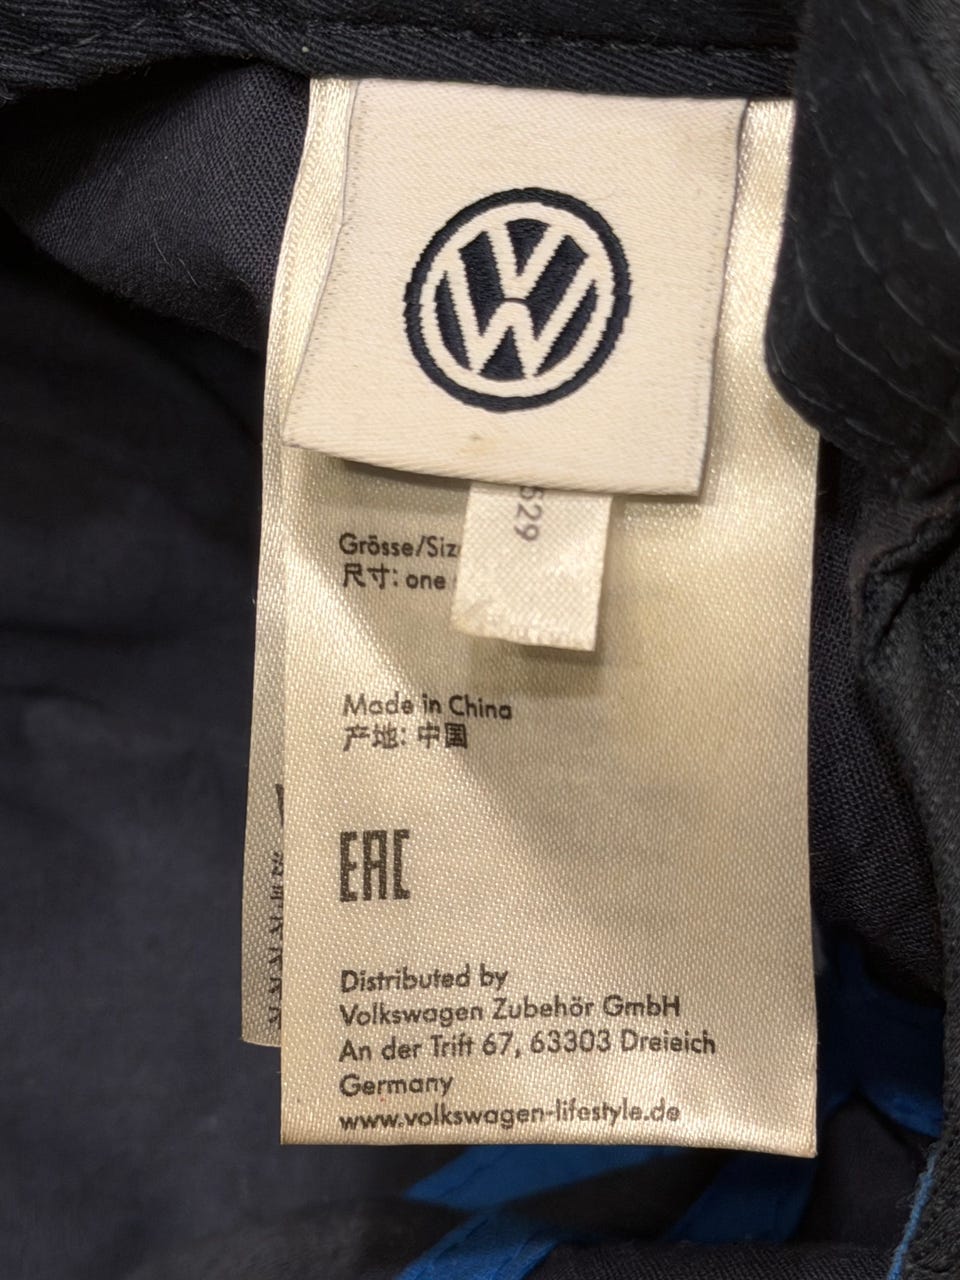 529
Grösse/Siz
尺寸: one
Made in China
产地: 中国
EAC
Distributed by
Volkswagen Zubehör GmbH
An der Trift 67, 63303 Dreieich
Germany
www.volkswagen-lifestyle.de